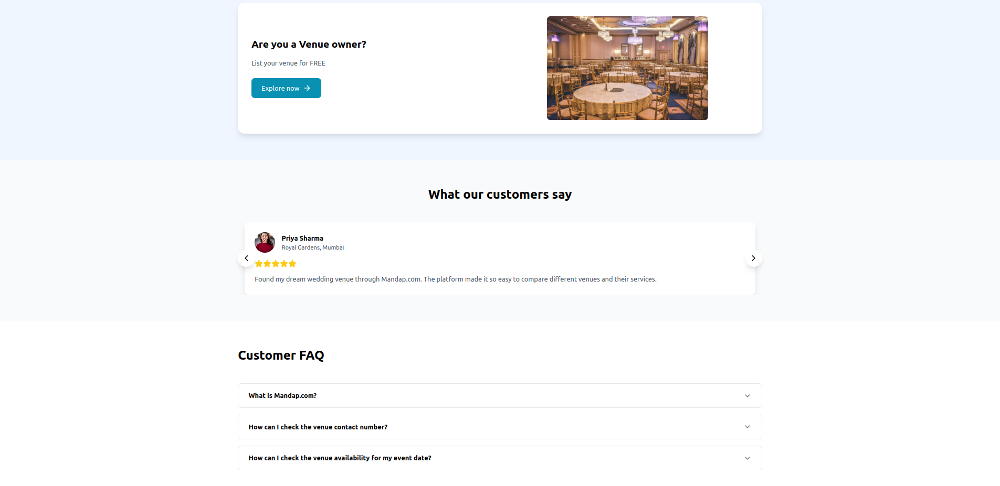 Are you a Venue owner?
List your venue for FREE
Explore now
What our customers say
Priya Sharma
Royal Gardens, Mumbai
Found my dream wedding venue through Mandap.com. The platform made it so easy to compare different venues and their services.
Customer FAQ
What is Mandap.com?
How can I check the venue contact number?
How can I check the venue availability for my event date?